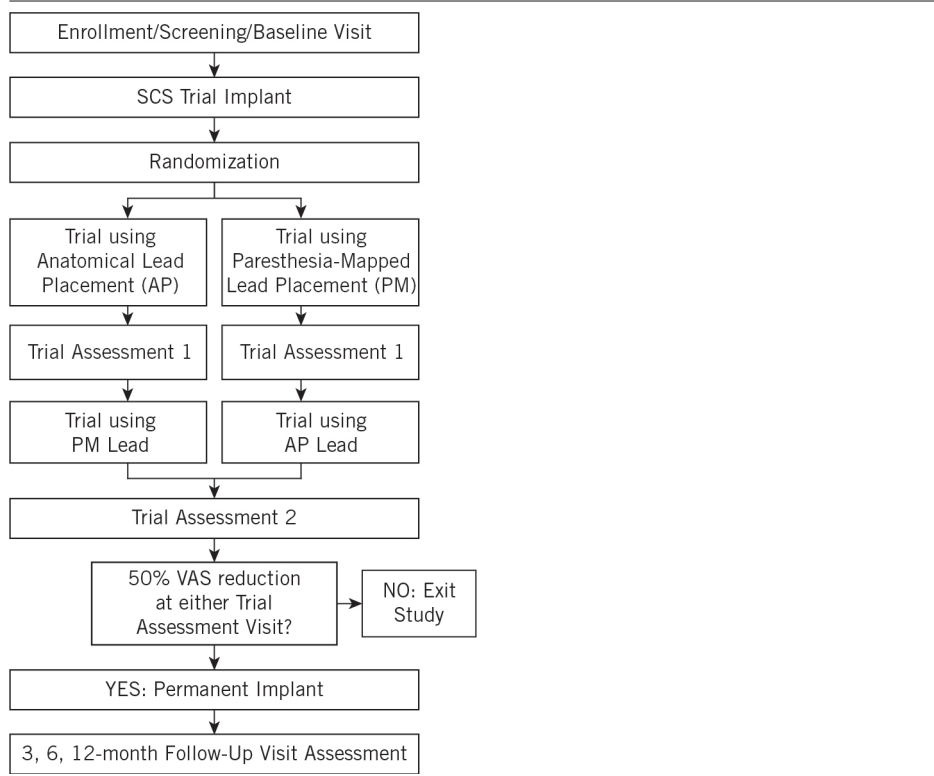 Enrollment/Screening/Baseline Visit
SCS Trial Implant
Randomization
Trial using
Anatomical Lead
Placement (AP)
Trial using
Paresthesia-Mapped
Lead Placement (PM)
Trial Assessment 1
Trial Assessment 1
Trial using
PM Lead
Trial using
AP Lead
Trial Assessment 2
50% VAS reduction
at either Trial
Assessment Visit?
NO: Exit
Study
YES: Permanent Implant
3, 6, 12-month Follow-Up Visit Assessment